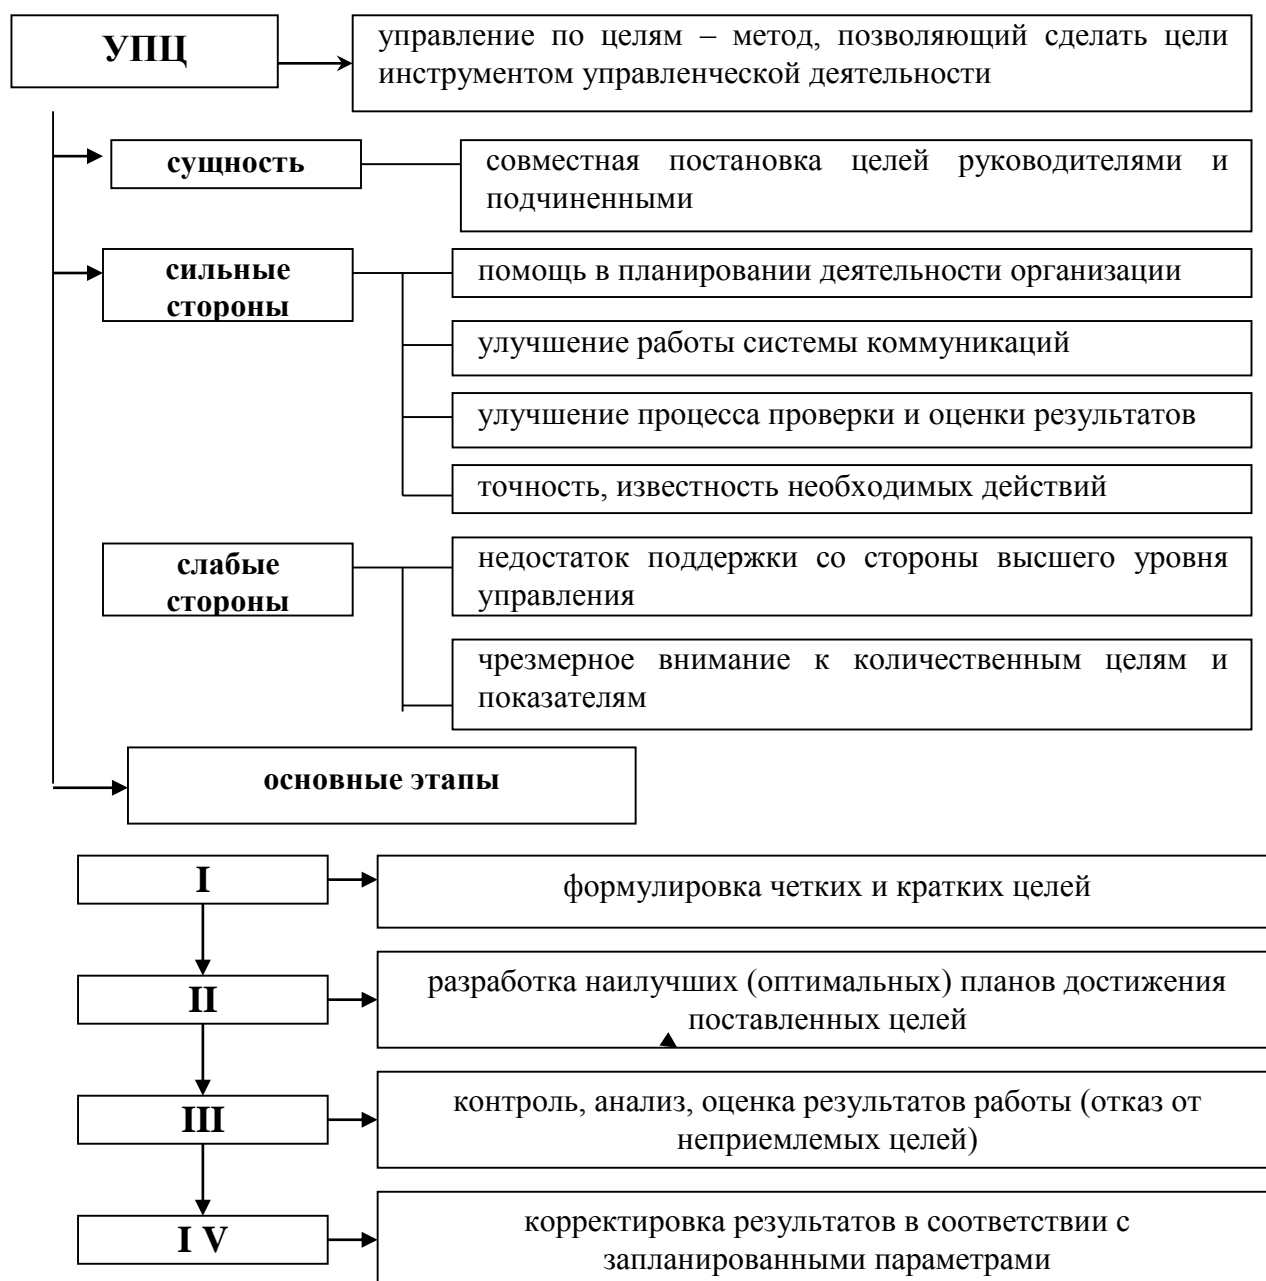 УПЦ
управление по целям – метод, позволяющий сделать цели
инструментом управленческой деятельности
сущность
совместная постановка целей руководителями и
подчиненными
сильные
стороны
помощь в планировании деятельности организации
улучшение работы системы коммуникаций
улучшение процесса проверки и оценки результатов
точность, известность необходимых действий
слабые
стороны
недостаток поддержки со стороны высшего уровня
управления
чрезмерное внимание к количественным целям и
показателям
основные этапы
I
формулировка четких и кратких целей
II
разработка наилучших (оптимальных) планов достижения
поставленных целей
III
контроль, анализ, оценка результатов работы (отказ от
неприемлемых целей)
I V
корректировка результатов в соответствии с
запланированными параметрами